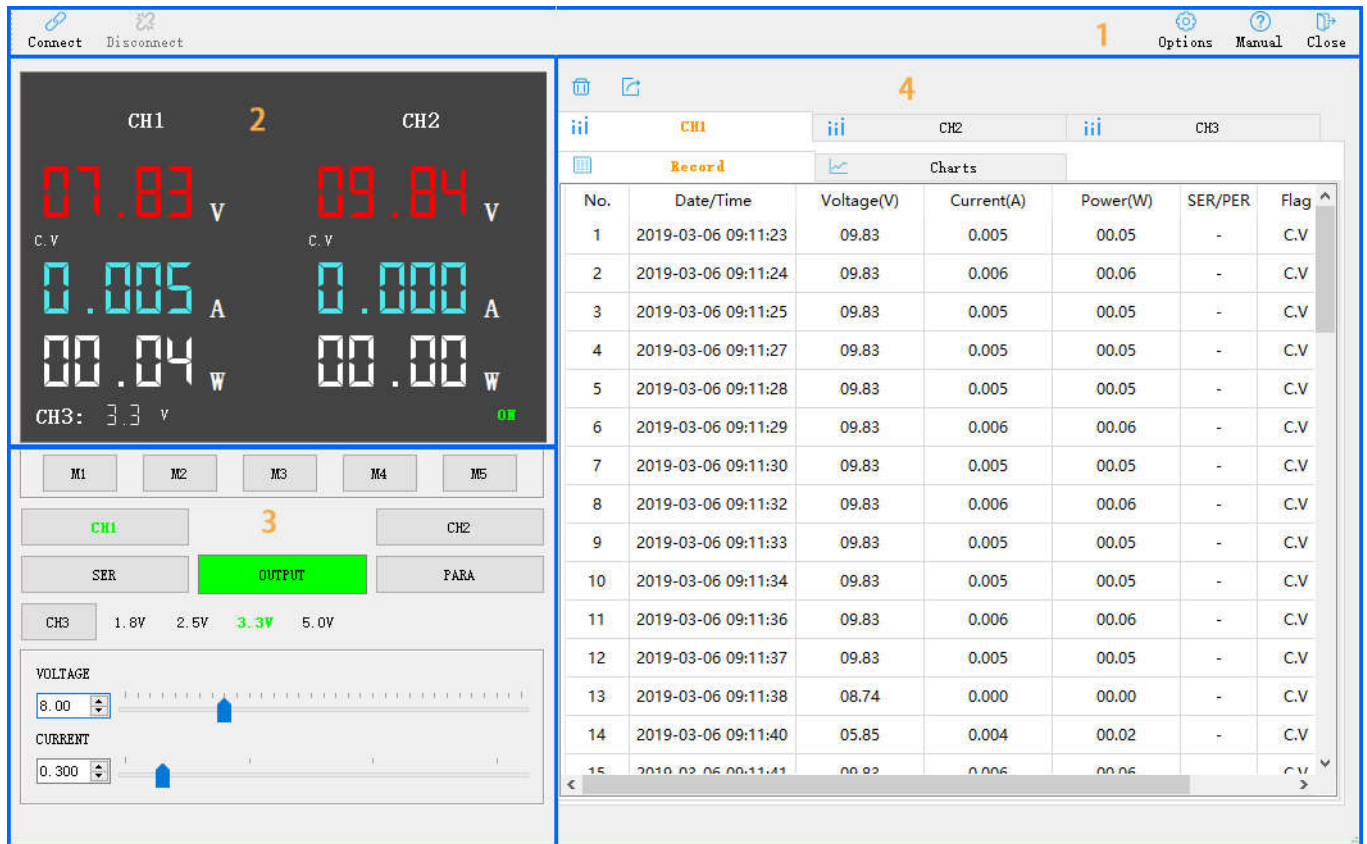 Connect Disconnect 1 Options Manual Close
CH1 2 CH2
07.83 V 09.84 V
C.V C.V
0.005 A 0.000 A
00.04 W 00.00 W
CH3: 3.3 V ON
M1 M2 M3 M4 M5
CH1 3 CH2
SER OUTPUT PARA
CH3 1.8V 2.5V 3.3V 5.0V
VOLTAGE
8.00
CURRENT
0.300
4
CH1 CH2 CH3
Record Charts
No. Date/Time Voltage(V) Current(A) Power(W) SER/PER Flag
1 2019-03-06 09:11:23 09.83 0.005 00.05 - C.V
2 2019-03-06 09:11:24 09.83 0.006 00.06 - C.V
3 2019-03-06 09:11:25 09.83 0.005 00.05 - C.V
4 2019-03-06 09:11:27 09.83 0.005 00.05 - C.V
5 2019-03-06 09:11:28 09.83 0.005 00.05 - C.V
6 2019-03-06 09:11:29 09.83 0.006 00.06 - C.V
7 2019-03-06 09:11:30 09.83 0.005 00.05 - C.V
8 2019-03-06 09:11:32 09.83 0.006 00.06 - C.V
9 2019-03-06 09:11:33 09.83 0.005 00.05 - C.V
10 2019-03-06 09:11:34 09.83 0.005 00.05 - C.V
11 2019-03-06 09:11:36 09.83 0.006 00.06 - C.V
12 2019-03-06 09:11:37 09.83 0.005 00.05 - C.V
13 2019-03-06 09:11:38 08.74 0.000 00.00 - C.V
14 2019-03-06 09:11:40 05.85 0.004 00.02 - C.V
15 2019-03-06 09:11:41 0.006 00.06 C.V